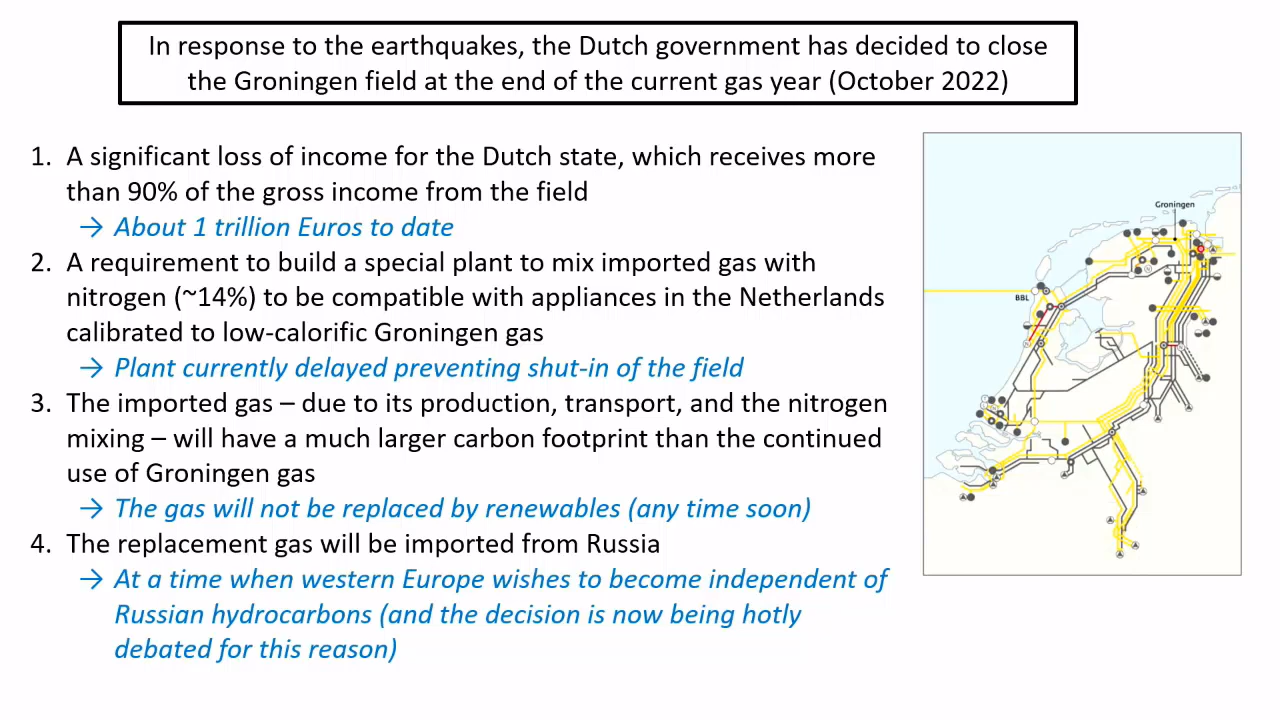 In response to the earthquakes, the Dutch government has decided to close
the Groningen field at the end of the current gas year (October 2022)
1. A significant loss of income for the Dutch state, which receives more
than 90% of the gross income from the field
→ About 1 trillion Euros to date
2. A requirement to build a special plant to mix imported gas with
nitrogen (~14%) to be compatible with appliances in the Netherlands
calibrated to low-calorific Groningen gas
→ Plant currently delayed preventing shut-in of the field
3. The imported gas – due to its production, transport, and the nitrogen
mixing – will have a much larger carbon footprint than the continued
use of Groningen gas
→ The gas will not be replaced by renewables (any time soon)
4. The replacement gas will be imported from Russia
→ At a time when western Europe wishes to become independent of
Russian hydrocarbons (and the decision is now being hotly
debated for this reason)
Groningen
BBL